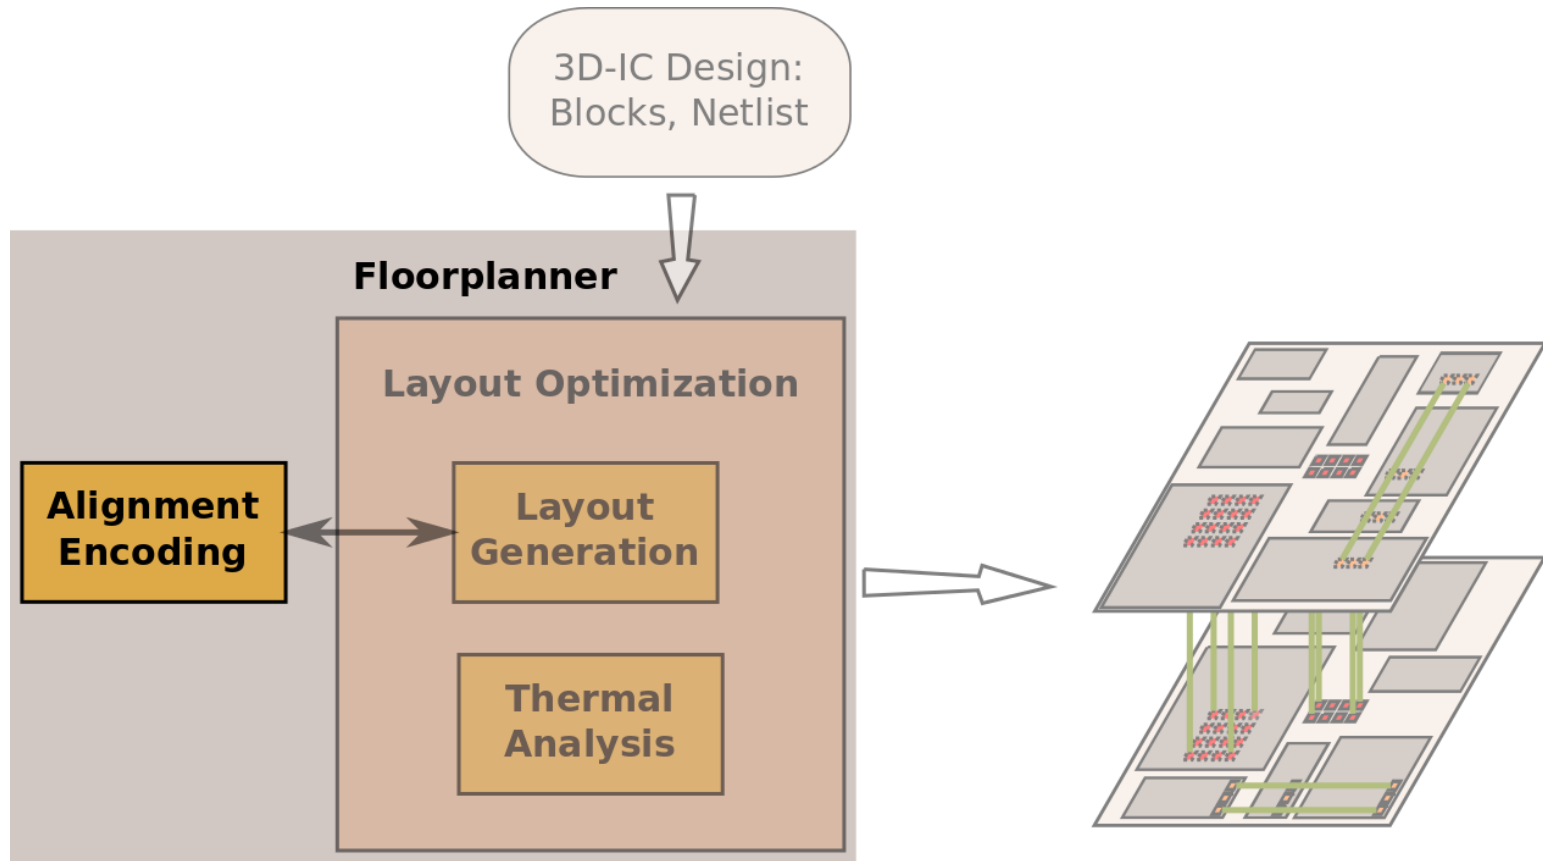 3D-IC Design:
Blocks, Netlist
Floorplanner
Layout Optimization
Alignment
Encoding
Layout
Generation
Thermal
Analysis